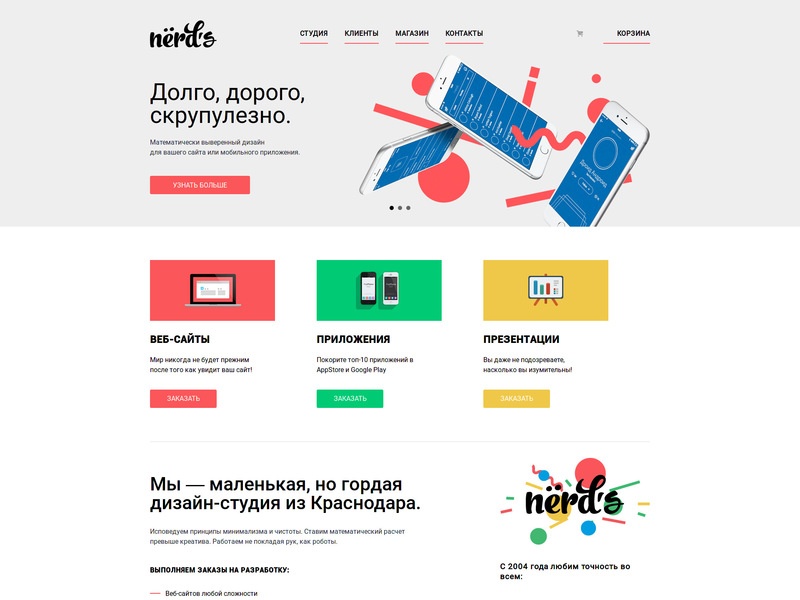 nërd's
СТУДИЯ КЛИЕНТЫ МАГАЗИН КОНТАКТЫ КОРЗИНА
Долго, дорого,
скрупулезно.
Математически выверенный дизайн
для вашего сайта или мобильного приложения.
УЗНАТЬ БОЛЬШЕ
ВЕБ-САЙТЫ
Мир никогда не будет прежним
после того как увидит ваш сайт!
ЗАКАЗАТЬ
ПРИЛОЖЕНИЯ
Покорите топ-10 приложений в
AppStore и Google Play
ЗАКАЗАТЬ
ПРЕЗЕНТАЦИИ
Вы даже не подозреваете,
насколько вы изумительны!
ЗАКАЗАТЬ
Мы — маленькая, но гордая
дизайн-студия из Краснодара.
Исповедуем принципы минимализма и чистоты. Ставим математический расчет
превыше креатива. Работаем не покладая рук, как роботы.
ВЫПОЛНЯЕМ ЗАКАЗЫ НА РАЗРАБОТКУ:
Веб-сайтов любой сложности
nërd's
С 2004 года любим точность во
всем: